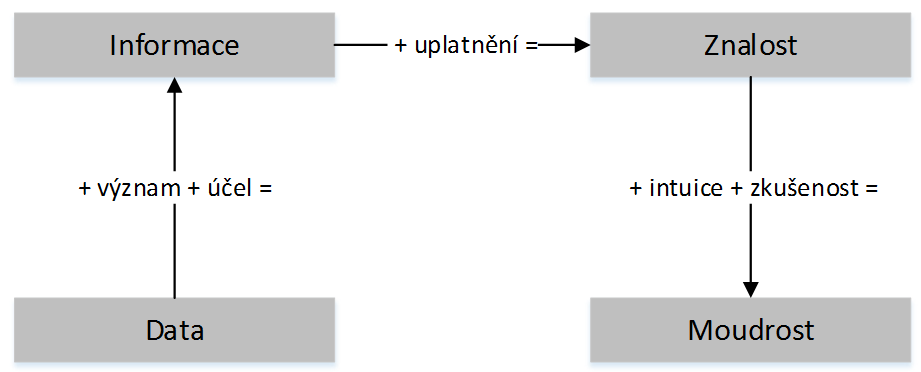 Informace
+ uplatnění =
Znalost
+ význam + účel =
+ intuice + zkušenost =
Data
Moudrost